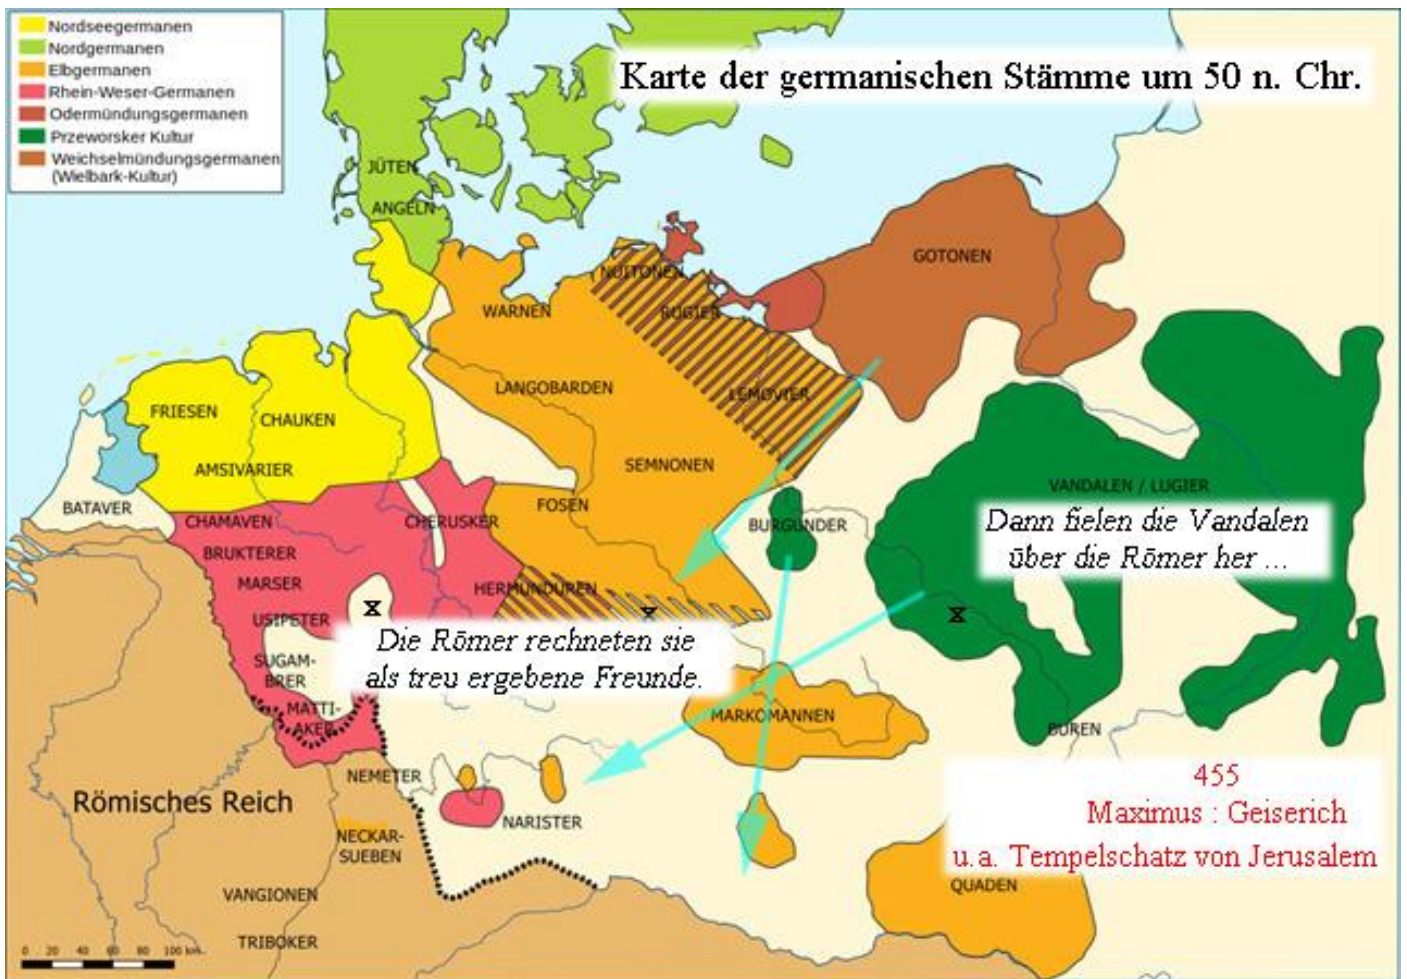 Nordseegermanen
Nordgermanen
Elbgermanen
Rhein-Weser-Germanen
Odermündungsgermanen
Przeworsker Kultur
Weichselmündungsgermanen
(Wielbark-Kultur)
Karte der germanischen Stämme um 50 n. Chr.
JÜTEN
ANGELN
NUITONEN
GOTONEN
WARNEN
RUGIER
LANGOBARDEN
LEMOVIER
FRIESEN
CHAUKEN
AMSIVARIER
SEMNONEN
VANDALEN / LUGIER
BATAVER
FOSEN
CHAMAVEN
CHERUSKER
BURGUNDER
Dann fielen die Vandalen
über die Römer her ...
BRUKTERER
MARSER
HERMUNDUREN
USIPETER
Die Römer rechneten sie
als treu ergebene Freunde.
SUGAM-
BRER
MATTI-
AKER
MARKOMANNEN
BUREN
NEMETER
455
Maximus : Geiserich
u.a. Tempelschatz von Jerusalem
Römisches Reich
NARISTER
NECKAR-
SUEBEN
QUADEN
VANGIONEN
TRIBOKER
0 20 40 60 80 100 km